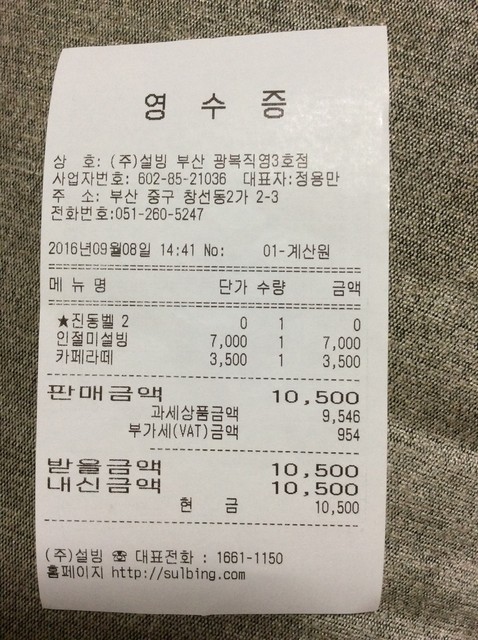 영 수 증
상 호: (주)설빙 부산 광복직영3호점
사업자번호: 602-85-21036 대표자:정용만
주 소: 부산 중구 창선동2가 2-3
전화번호:051-260-5247
2016년09월08일 14:41 No: 01-계산원
메 뉴 명 단가 수량 금액
★진동벨 2 0 1 0
인절미설빙 7,000 1 7,000
카페라떼 3,500 1 3,500
판매금액 10,500
과세상품금액 9,546
부가세(VAT)금액 954
받을금액 10,500
내신금액 10,500
현 금 10,500
(주)설빙 ☎ 대표전화 : 1661-1150
홈페이지 http://sulbing.com